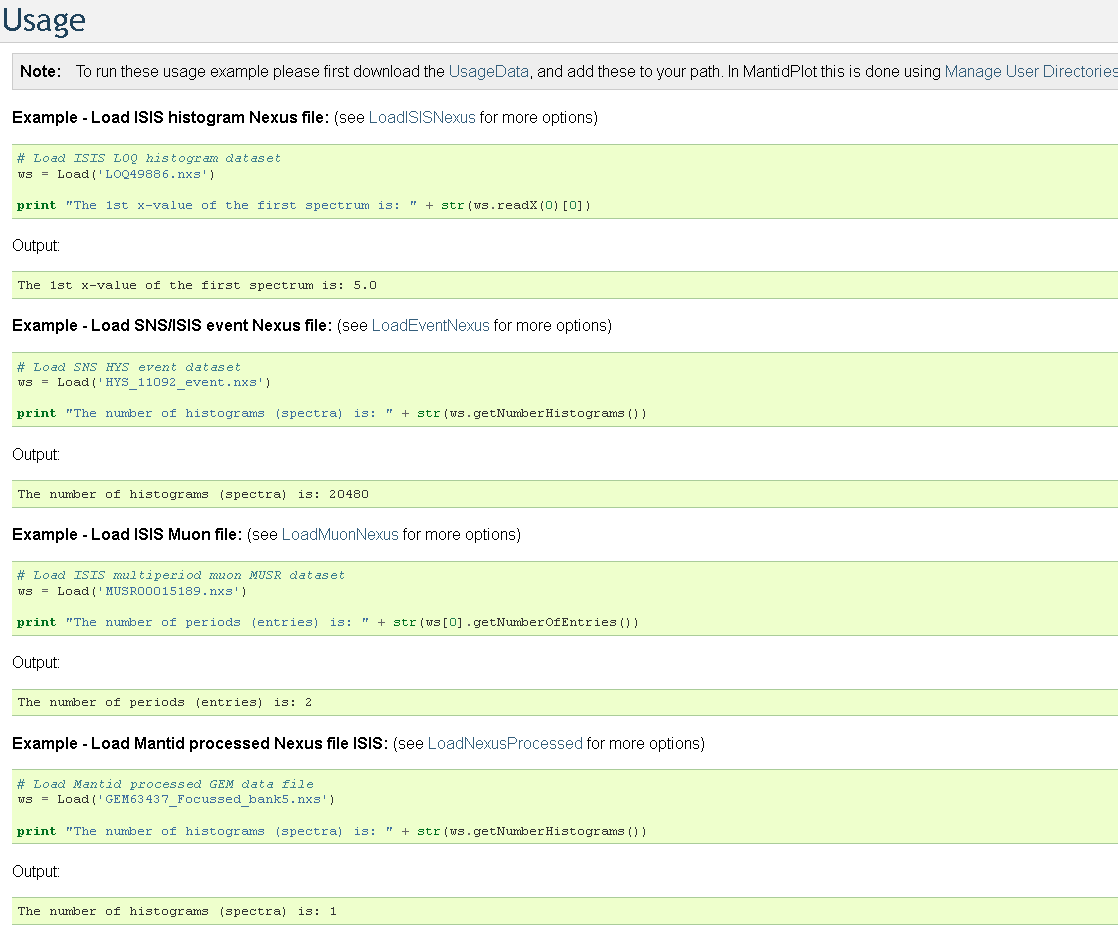 Usage
Note: To run these usage example please first download the UsageData, and add these to your path. In MantidPlot this is done using Manage User Directories
Example - Load ISIS histogram Nexus file: (see LoadISISNexus for more options)
# Load ISIS LOQ histogram dataset
ws = Load('LOQ49886.nxs')
print "The 1st x-value of the first spectrum is: " + str(ws.readX(0)[0])
Output:
The 1st x-value of the first spectrum is: 5.0
Example - Load SNS/ISIS event Nexus file: (see LoadEventNexus for more options)
# Load SNS HYS event dataset
ws = Load('HYS_11092_event.nxs')
print "The number of histograms (spectra) is: " + str(ws.getNumberHistograms())
Output:
The number of histograms (spectra) is: 20480
Example - Load ISIS Muon file: (see LoadMuonNexus for more options)
# Load ISIS multiperiod muon MUSR dataset
ws = Load('MUSR00015189.nxs')
print "The number of periods (entries) is: " + str(ws[0].getNumberOfEntries())
Output:
The number of periods (entries) is: 2
Example - Load Mantid processed Nexus file ISIS: (see LoadNexusProcessed for more options)
# Load Mantid processed GEM data file
ws = Load('GEM63437_Focussed_bank5.nxs')
print "The number of histograms (spectra) is: " + str(ws.getNumberHistograms())
Output:
The number of histograms (spectra) is: 1